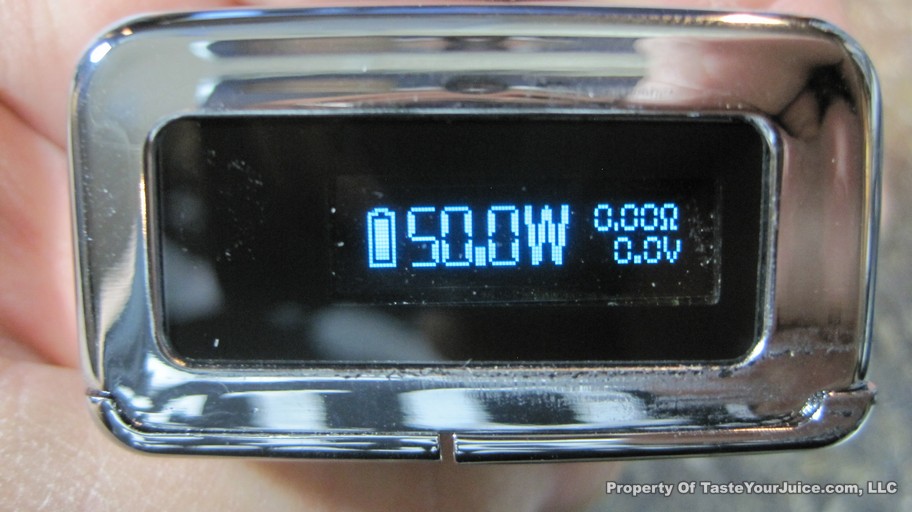 50.0W
0.00Ω
0.0V
Property Of TasteYourJuice.com, LLC